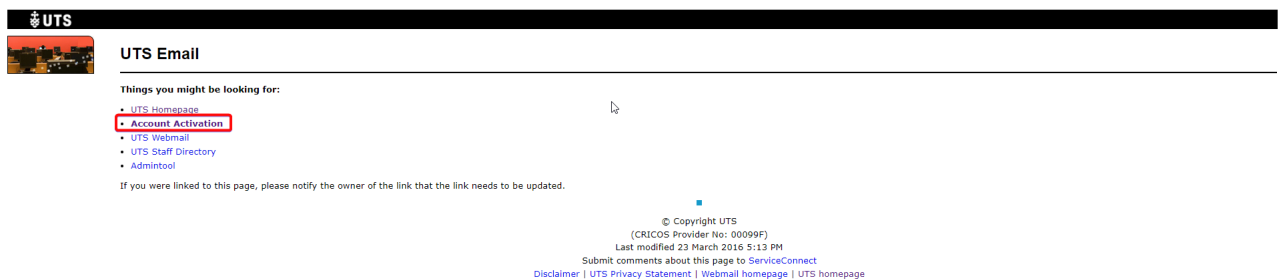 UTS
UTS Email
Things you might be looking for:
UTS Homepage
Account Activation
UTS Webmail
UTS Staff Directory
Admintool
If you were linked to this page, please notify the owner of the link that the link needs to be updated.
© Copyright UTS
(CRICOS Provider No: 00099F)
Last modified 23 March 2016 5:13 PM
Submit comments about this page to ServiceConnect
Disclaimer | UTS Privacy Statement | Webmail homepage | UTS homepage